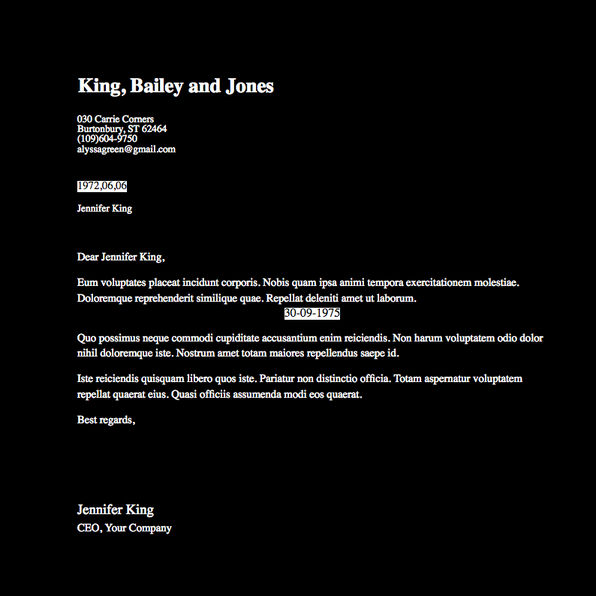 King, Bailey and Jones
030 Carrie Corners
Burtonbury, ST 62464
(109)604-9750
alyssagreen@gmail.com
1972,06,06
Jennifer King
Dear Jennifer King,
Eum voluptates placeat incidunt corporis. Nobis quam ipsa animi tempora exercitationem molestiae.
Doloremque reprehenderit similique quae. Repellat deleniti amet ut laborum.
30-09-1975
Quo possimus neque commodi cupiditate accusantium enim reiciendis. Non harum voluptatem odio dolor
nihil doloremque iste. Nostrum amet totam maiores repellendus saepe id.
Iste reiciendis quisquam libero quos iste. Pariatur non distinctio officia. Totam aspernatur voluptatem
repellat quaerat eius. Quasi officiis assumenda modi eos quaerat.
Best regards,
Jennifer King
CEO, Your Company